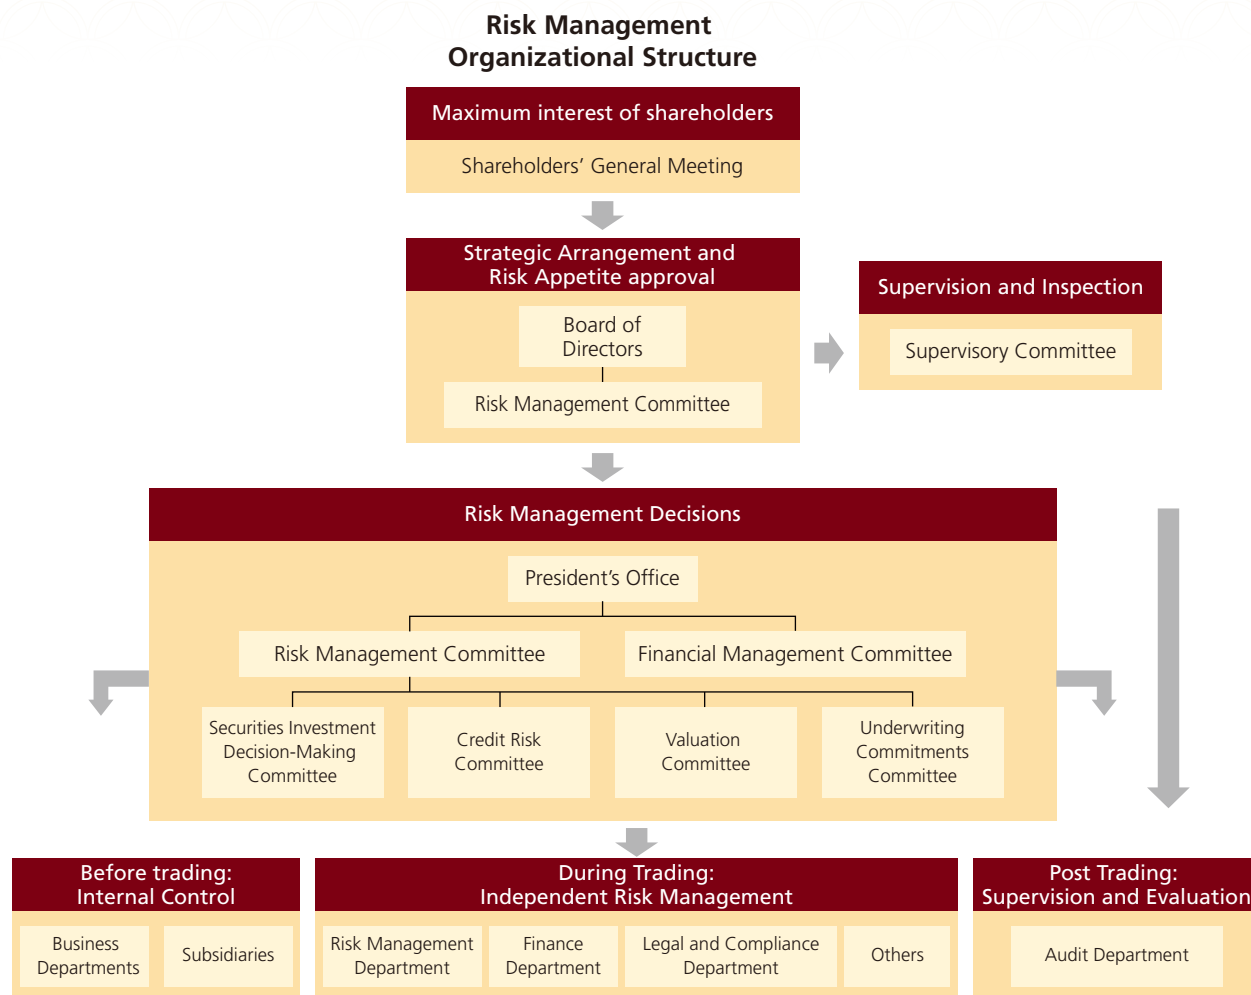 Risk Management
Organizational Structure
Maximum interest of shareholders
Shareholders’ General Meeting
Strategic Arrangement and
Risk Appetite approval
Board of
Directors
Risk Management Committee
Supervision and Inspection
Supervisory Committee
Risk Management Decisions
President’s Office
Risk Management Committee
Financial Management Committee
Securities Investment
Decision-Making
Committee
Credit Risk
Committee
Valuation
Committee
Underwriting
Commitments
Committee
Before trading:
Internal Control
Business
Departments
Subsidiaries
During Trading:
Independent Risk Management
Risk Management
Department
Finance
Department
Legal and Compliance
Department
Others
Post Trading:
Supervision and Evaluation
Audit Department